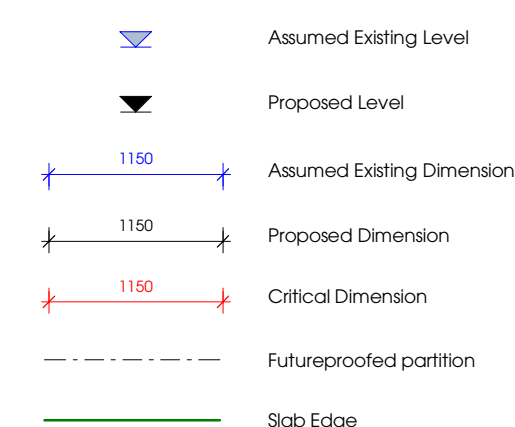 Assumed Existing Level
Proposed Level
1150 Assumed Existing Dimension
1150 Proposed Dimension
1150 Critical Dimension
Futureproofed partition
Slab Edge